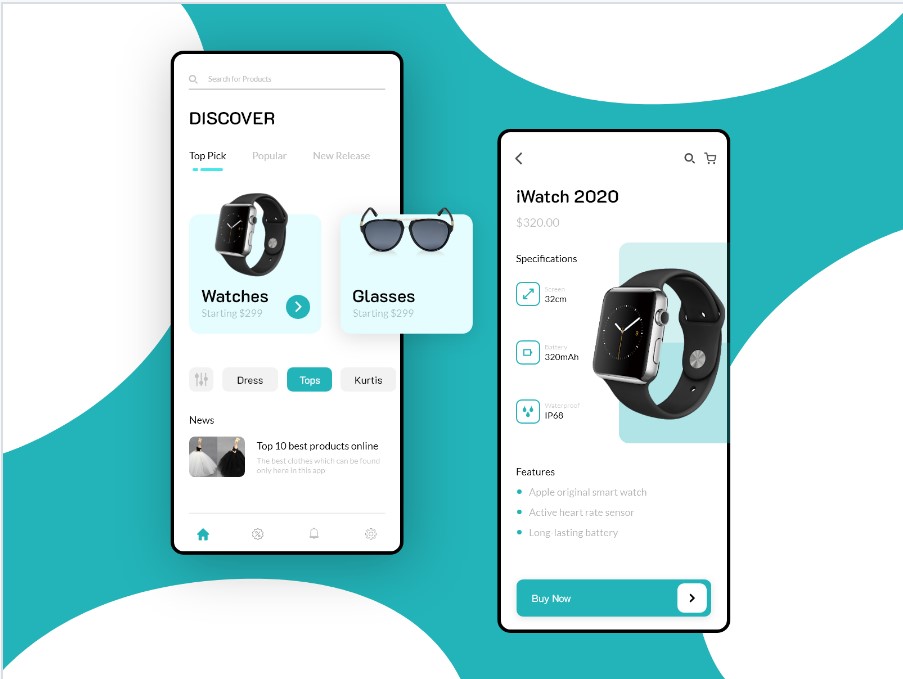 Search for Products
DISCOVER
Top Pick
Popular
New Release
Watches
Starting $299
Glasses
Starting $299
Dress
Tops
Kurtis
News
Top 10 best products online
The best clothes which can be found
only here in this app
iWatch 2020
$320.00
Specifications
Screen
32cm
Battery
320mAh
Waterproof
IP68
Features
Apple original smart watch
Active heart rate sensor
Long-lasting battery
Buy Now